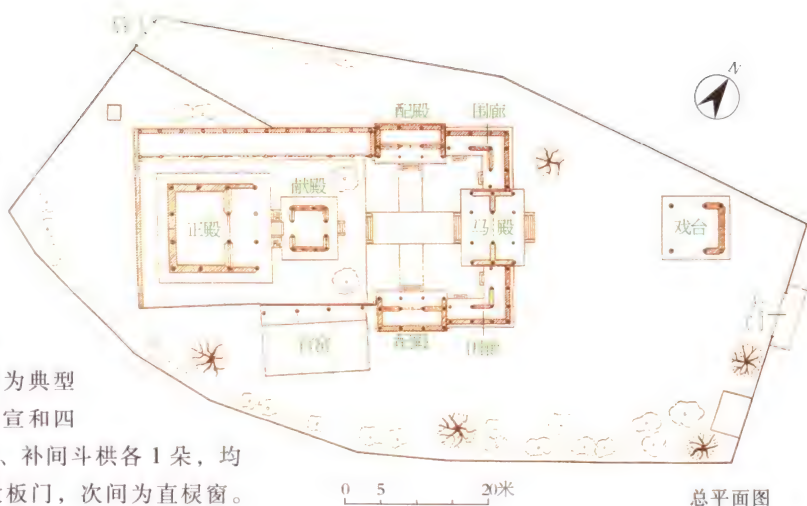 N
配殿
围廊
献殿
正殿
马殿
戏台
配殿
围廊
为典型
宣和四
、补间斗栱各1朵，均
板门，次间为直棂窗。
0 5 20米
总平面图